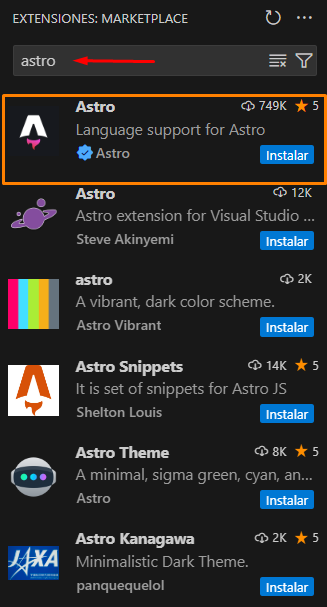 EXTENSIONES: MARKETPLACE
astro
Astro 749K 5
Language support for Astro
Astro Instalar
Astro 12K
Astro extension for Visual Studio ...
Steve Akinyemi Instalar
astro 2K
A vibrant, dark color scheme.
Astro Vibrant Instalar
Astro Snippets 14K 5
It is set of snippets for Astro JS
Shelton Louis Instalar
Astro Theme 8K 5
A minimal, sigma green, cyan, an...
Astro Instalar
Astro Kanagawa 2K 5
Minimalistic Dark Theme.
panquequelol Instalar